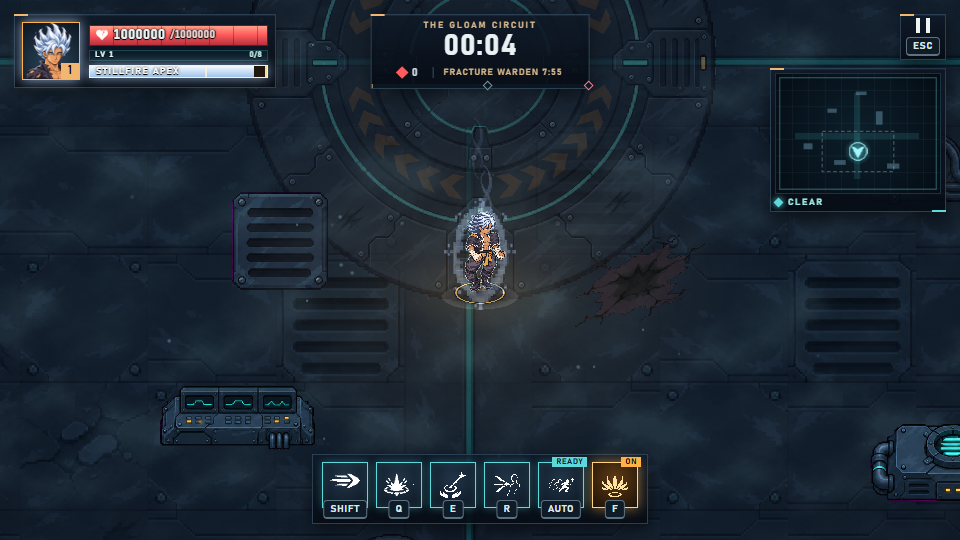 1000000 /1000000
LV 1 0/8
1
STILLFIRE APEX
THE GLOAM CIRCUIT
00:04
0 FRACTURE WARDEN 7:55
ESC
CLEAR
READY
ON
SHIFT
Q
E
R
AUTO
F